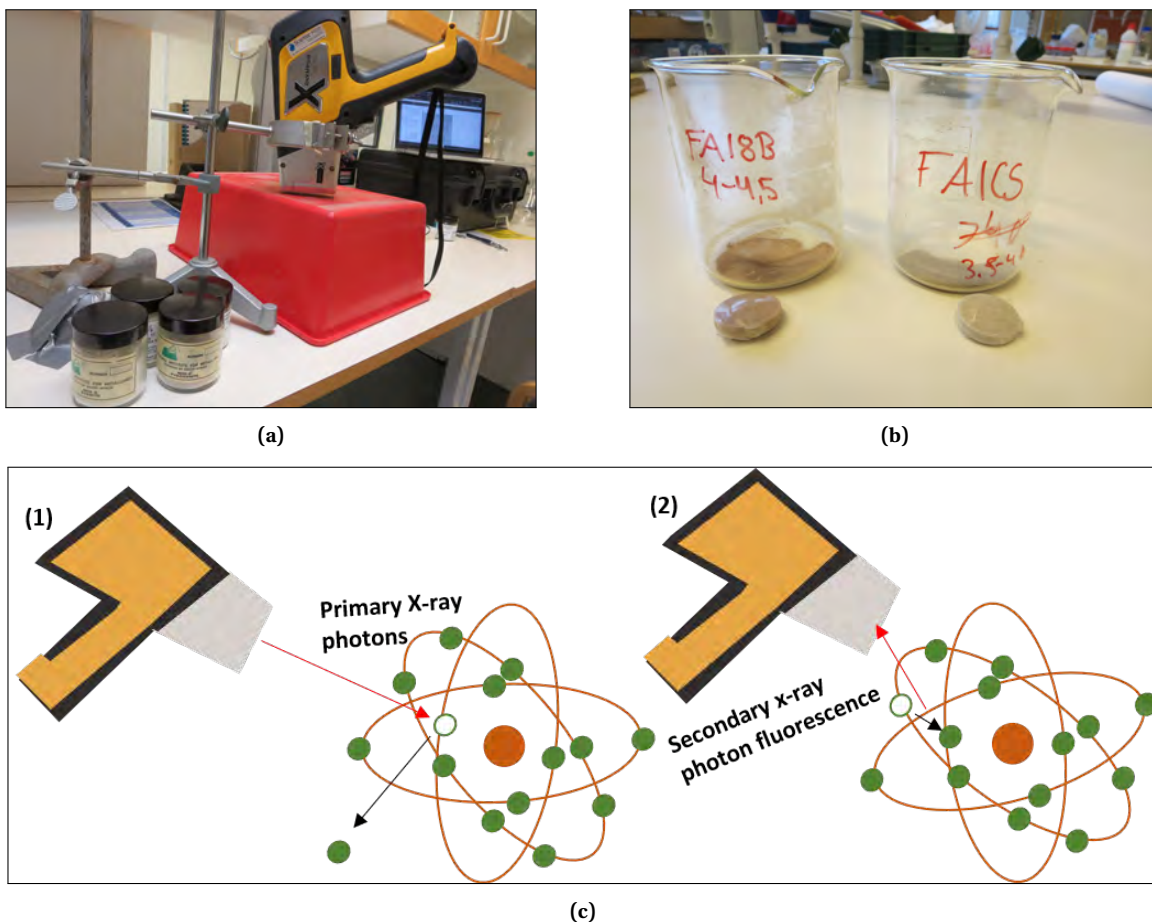 X
FA18B
4-4,5
FA1CS
3.5-4
(a)
(b)
(1)
(2)
Primary X-ray
photons
Secondary x-ray
photon fluorescence
(c)